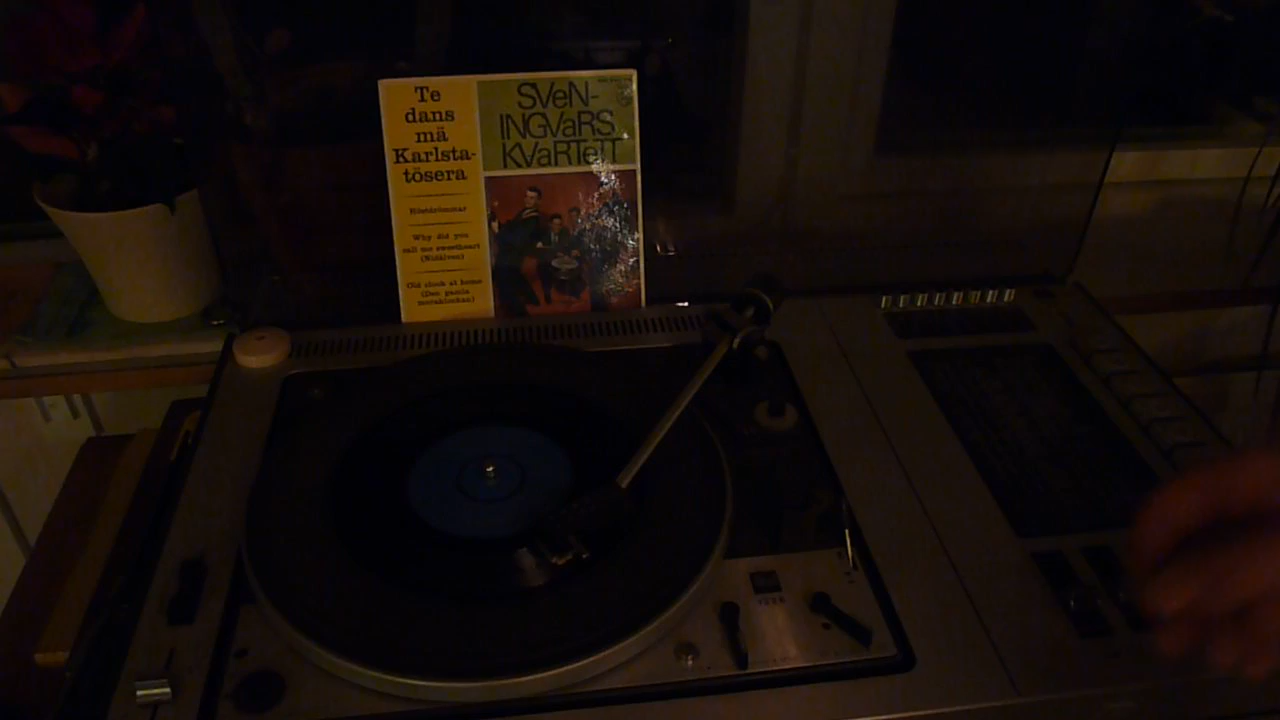 Te
dans
mä
Karlsta-
tösera
Höstdrömmar
Why did you
call me sweetheart
(Nidälven)
Old clock at home
(Den gamla
moraklockan)
SVeN-
INGVaRS
KVaRTeTT